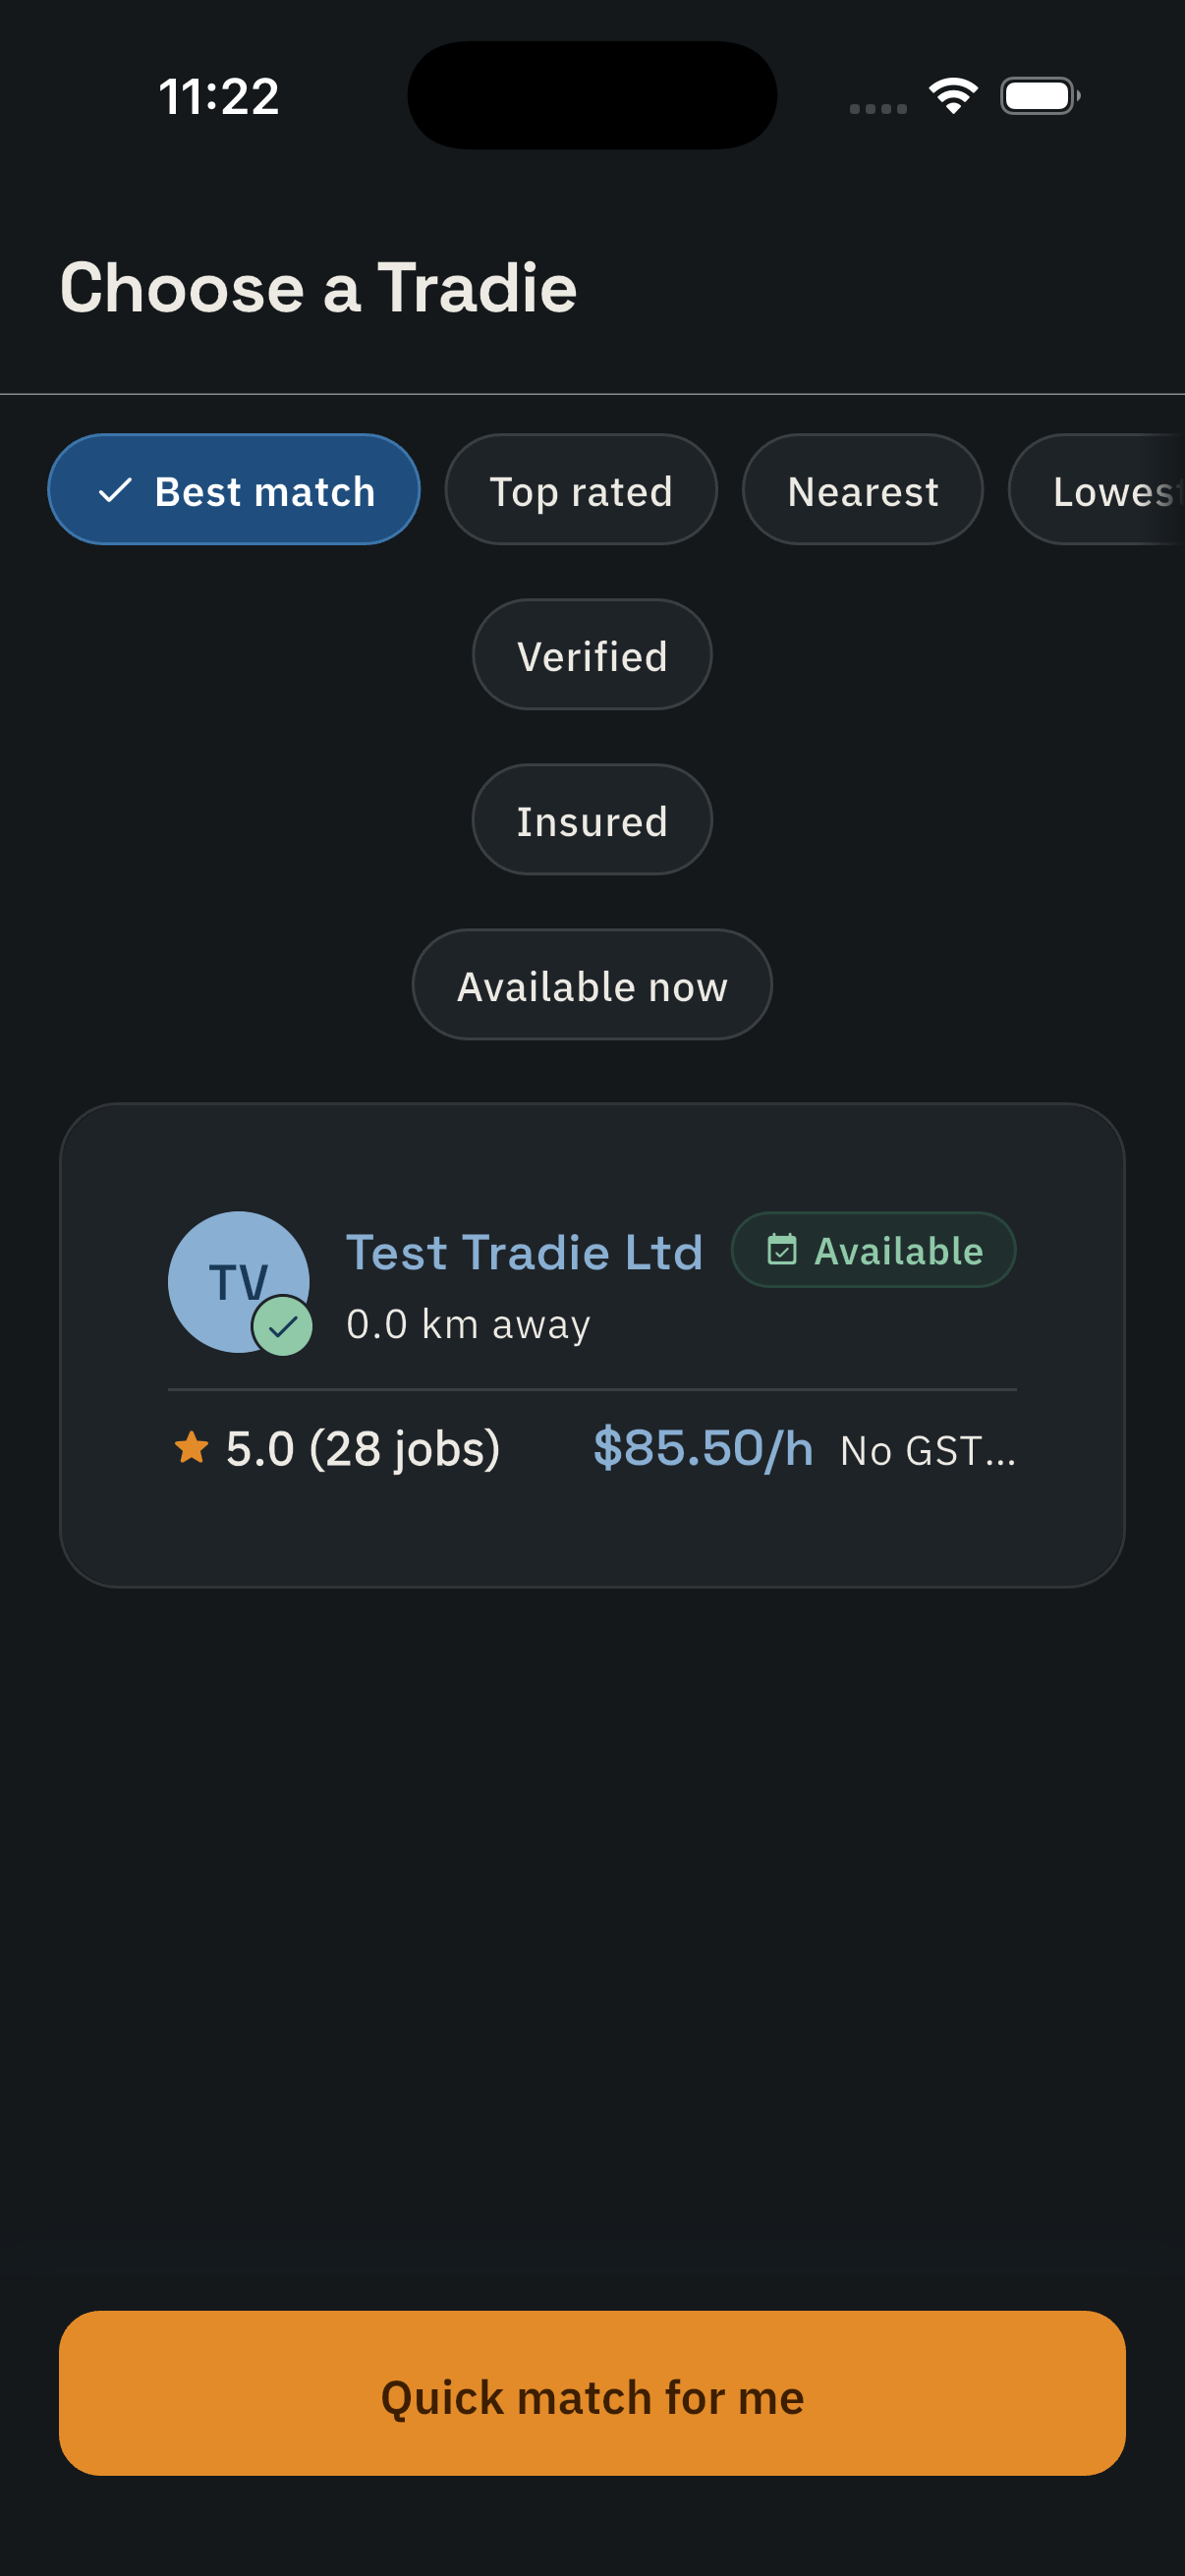 11:22
Choose a Tradie
Best match Top rated Nearest Lowest
Verified
Insured
Available now
TV Test Tradie Ltd Available
0.0 km away
5.0 (28 jobs) $85.50/h No GST...
Quick match for me